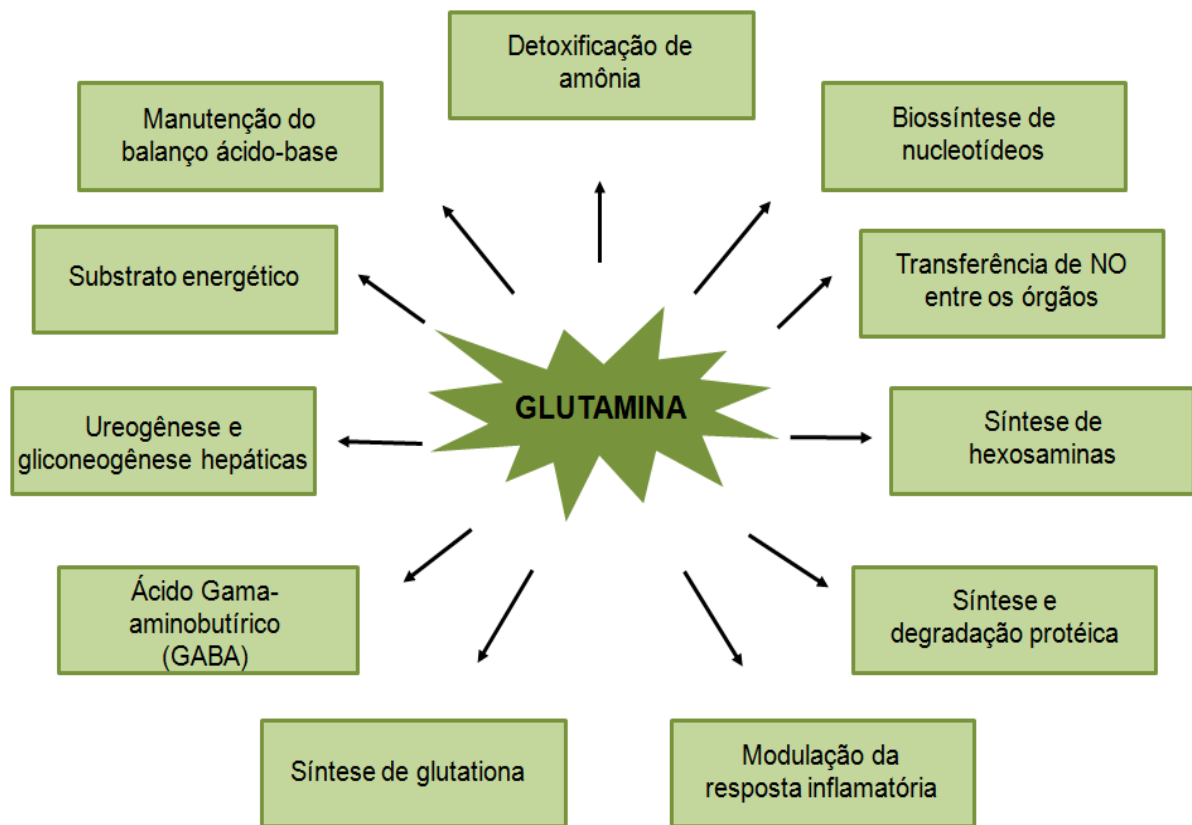 Detoxificação de
amônia
Manutenção do
balanço ácido-base
Biossíntese de
nucleotídeos
Substrato energético
Transferência de NO
entre os órgãos
GLUTAMINA
Ureogênese e
gliconeogênese hepáticas
Síntese de
hexosaminas
Ácido Gama-
aminobutírico
(GABA)
Síntese e
degradação protéica
Síntese de glutationa
Modulação da
resposta inflamatória